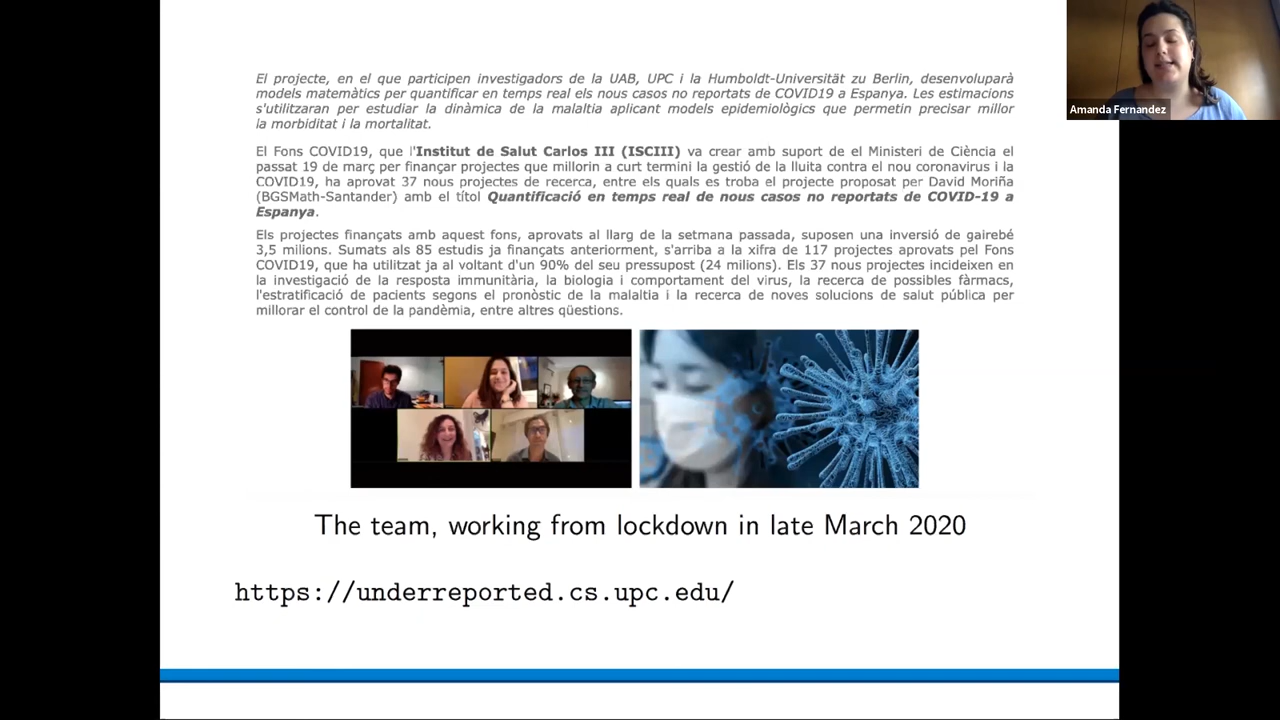 El projecte, en el que participen investigadors de la UAB, UPC i la Humboldt-Universität zu Berlin, desenvoluparà
models matemàtics per quantificar en temps real els nous casos no reportats de COVID19 a Espanya. Les estimacions
s'utilitzaran per estudiar la dinàmica de la malaltia aplicant models epidemiològics que permetin precisar millor
la morbiditat i la mortalitat.
El Fons COVID19, que l'Institut de Salut Carlos III (ISCIII) va crear amb suport de el Ministeri de Ciència el
passat 19 de març per finançar projectes que millorin a curt termini la gestió de la lluita contra el nou coronavirus i la
COVID19, ha aprovat 37 nous projectes de recerca, entre els quals es troba el projecte proposat per David Moriña
(BGSMath-Santander) amb el títol Quantificació en temps real de nous casos no reportats de COVID-19 a
Espanya.
Els projectes finançats amb aquest fons, aprovats al llarg de la setmana passada, suposen una inversió de gairebé
3,5 milions. Sumats als 85 estudis ja finançats anteriorment, s'arriba a la xifra de 117 projectes aprovats pel Fons
COVID19, que ha utilitzat ja al voltant d'un 90% del seu pressupost (24 milions). Els 37 nous projectes incideixen en
la investigació de la resposta immunitària, la biologia i comportament del virus, la recerca de possibles fàrmacs,
l'estratificació de pacients segons el pronòstic de la malaltia i la recerca de noves solucions de salut pública per
millorar el control de la pandèmia, entre altres qüestions.
The team, working from lockdown in late March 2020
https://underreported.cs.upc.edu/
Amanda Fernandez